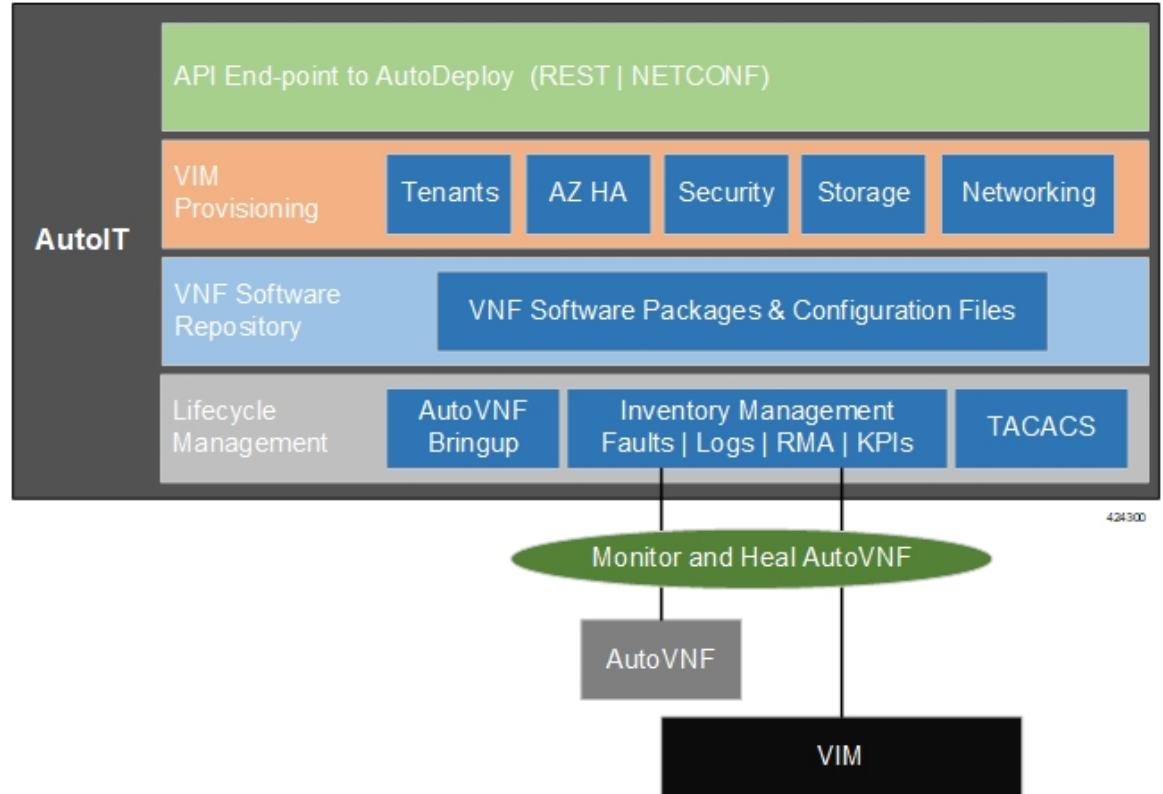 API End-point to AutoDeploy (REST | NETCONF)
VIM
Provisioning
Tenants
AZ HA
Security
Storage
Networking
AutoIT
VNF Software
Repository
VNF Software Packages & Configuration Files
Lifecycle
Management
AutoVNF
Bringup
Inventory Management
Faults | Logs | RMA | KPIs
TACACS
424300
Monitor and Heal AutoVNF
AutoVNF
VIM